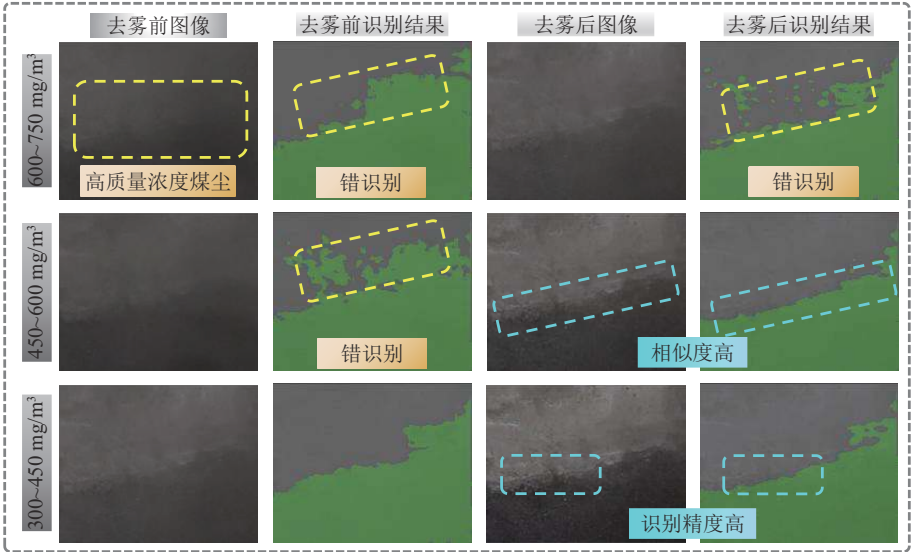 去雾前图像
去雾前识别结果
去雾后图像
去雾后识别结果
600~750 mg/m³
高质量浓度煤尘
错识别
错识别
450~600 mg/m³
错识别
相似度高
300~450 mg/m³
识别精度高